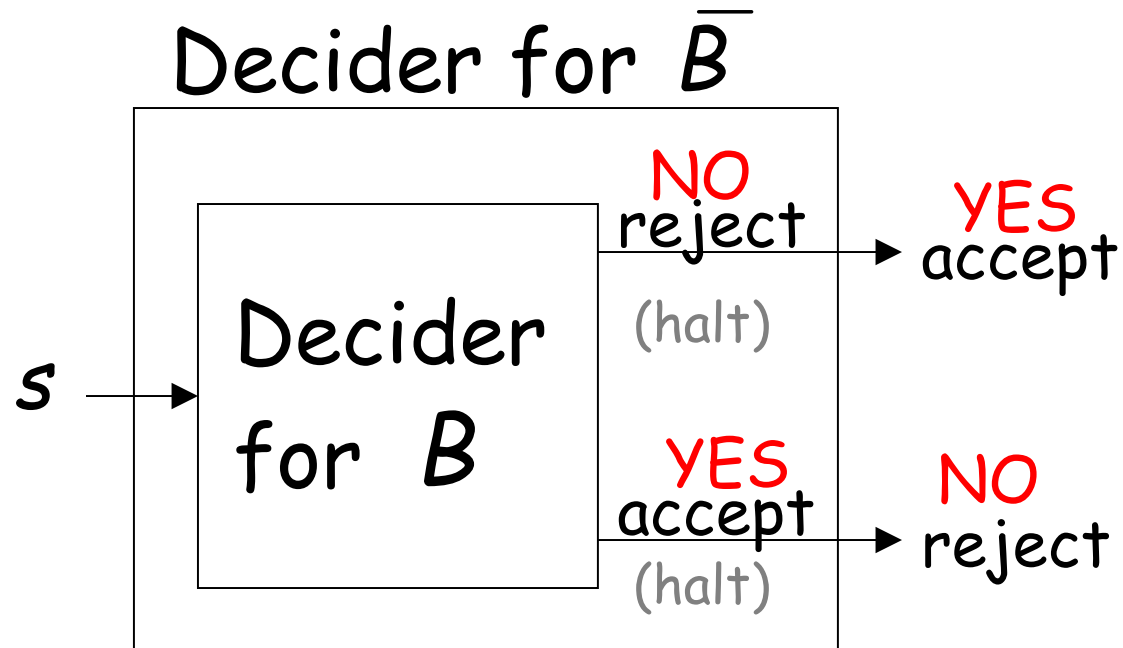 Decider for B̅
NO
reject
(halt)
YES
accept
s
Decider
for B
YES
accept
(halt)
NO
reject